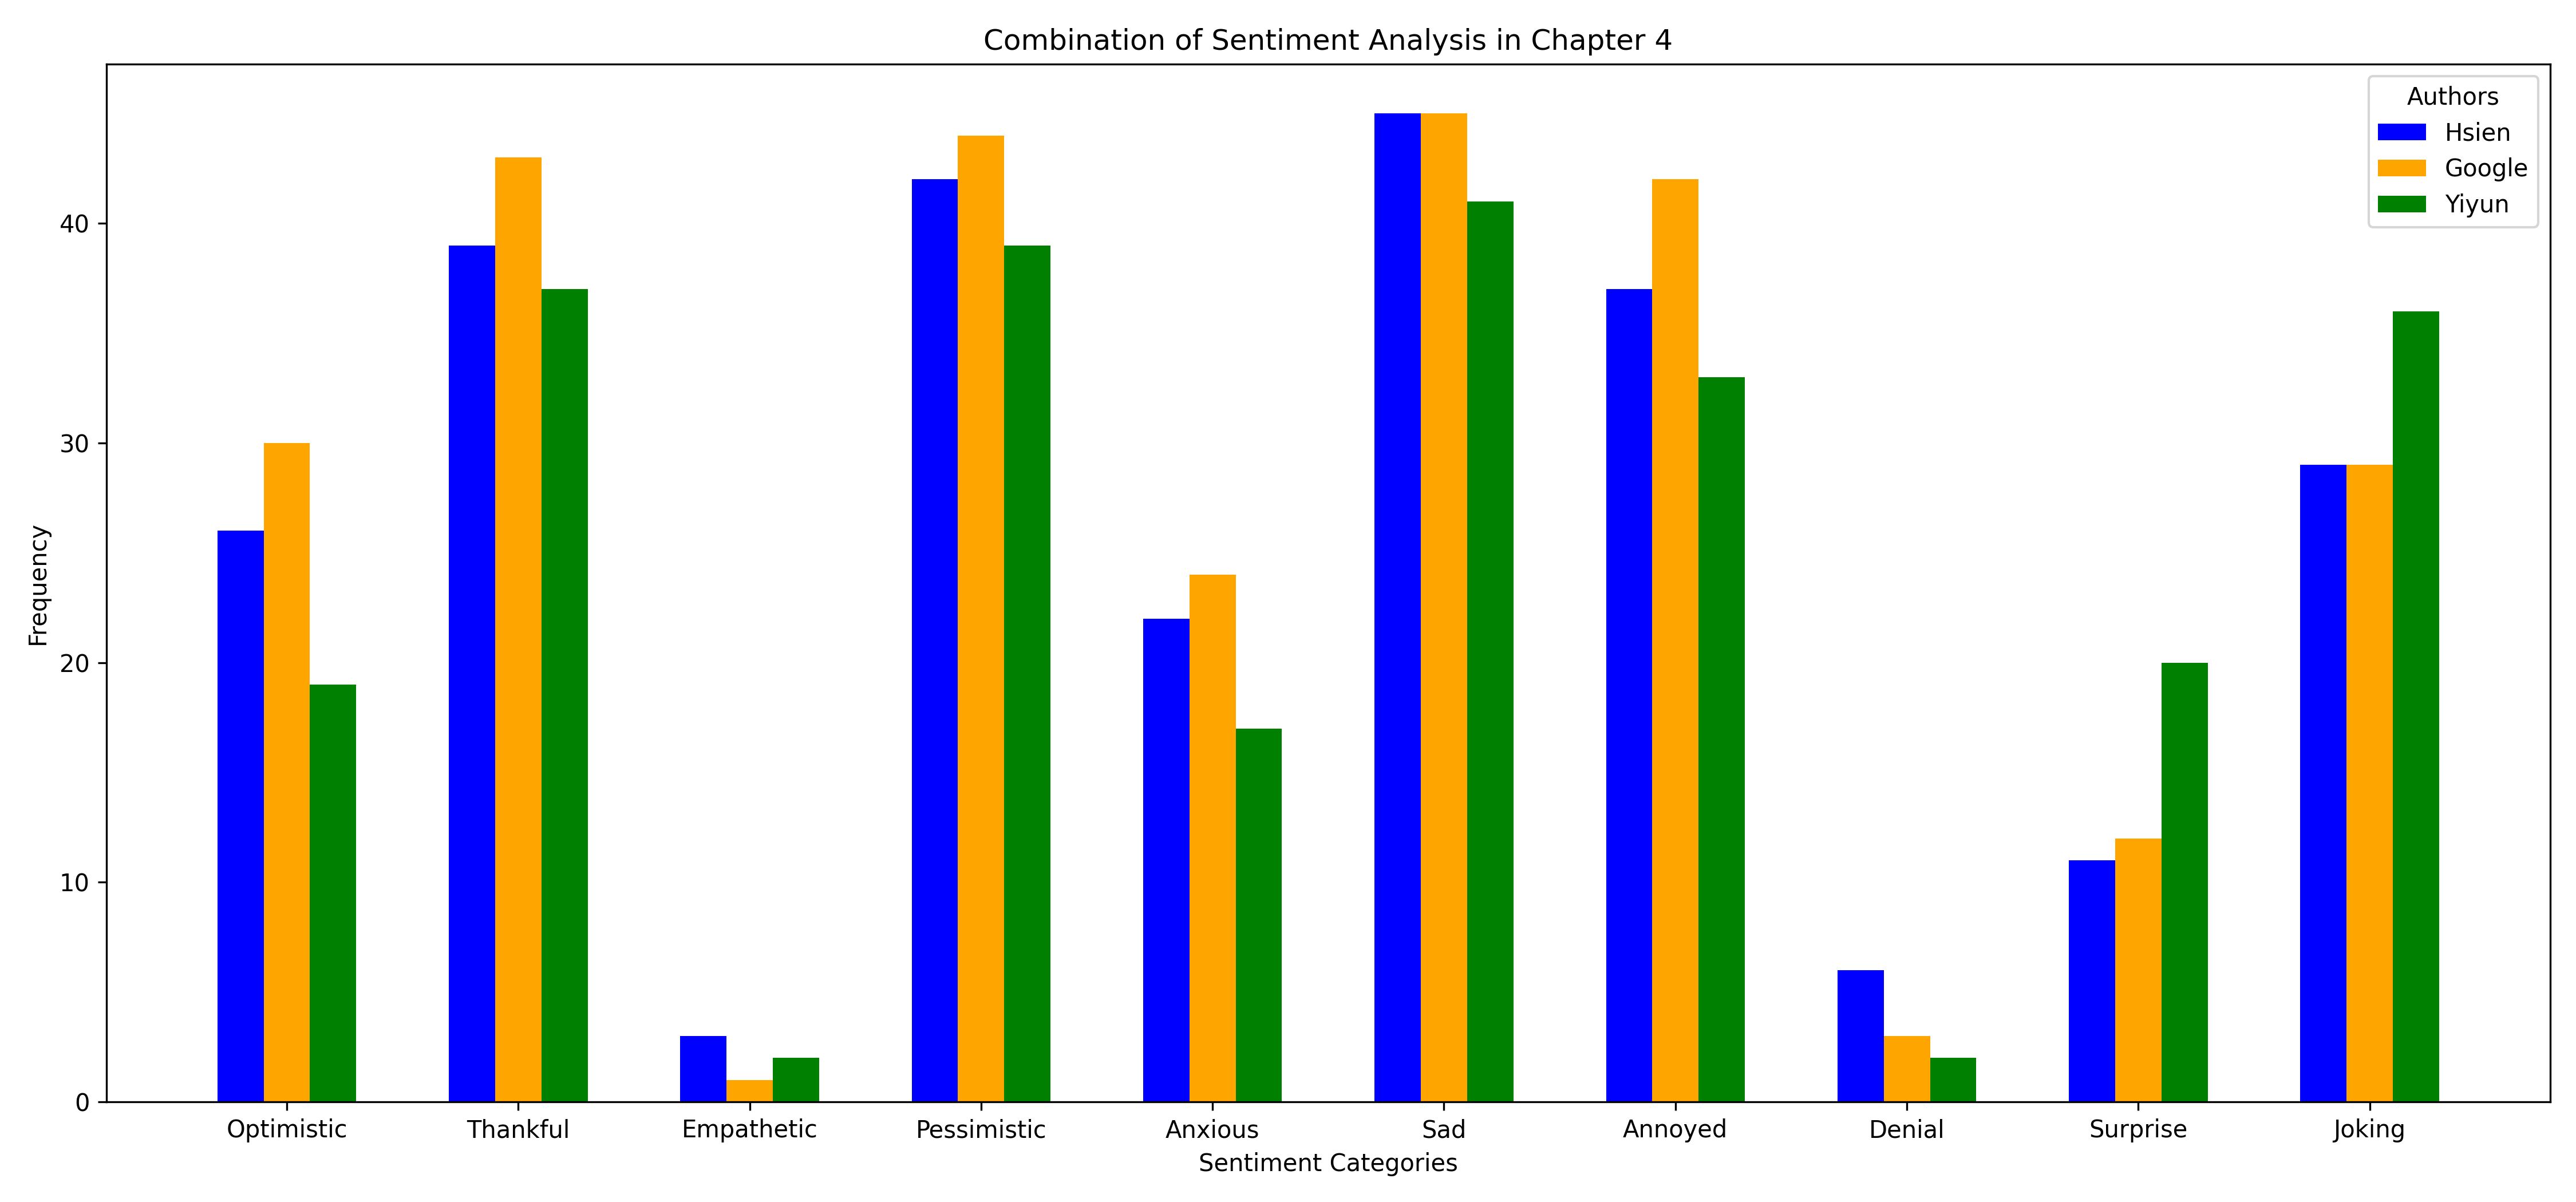 Combination of Sentiment Analysis in Chapter 4
Authors
Hsien
Google
Yiyun
Frequency
40
30
20
10
0
Optimistic Thankful Empathetic Pessimistic Anxious Sad Annoyed Denial Surprise Joking
Sentiment Categories